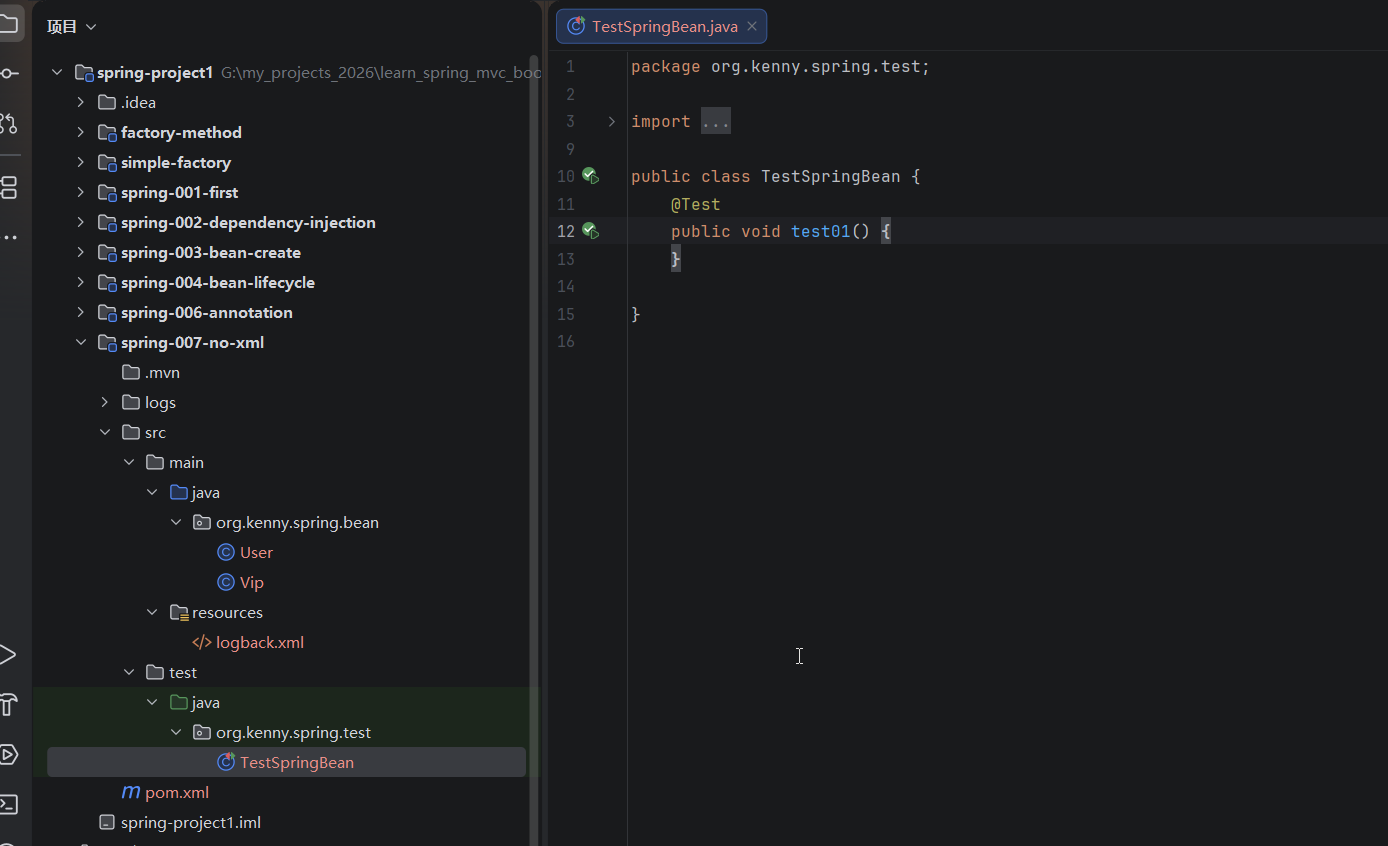 项目
spring-project1 G:\my_projects_2026\learn_spring_mvc_boo
.idea
factory-method
simple-factory
spring-001-first
spring-002-dependency-injection
spring-003-bean-create
spring-004-bean-lifecycle
spring-006-annotation
spring-007-no-xml
.mvn
logs
src
main
java
org.kenny.spring.bean
User
Vip
resources
logback.xml
test
java
org.kenny.spring.test
TestSpringBean
pom.xml
spring-project1.iml
TestSpringBean.java
1 package org.kenny.spring.test;
2
3 import ...
9
10 public class TestSpringBean {
11 @Test
12 public void test01() {
13 }
14
15 }
16